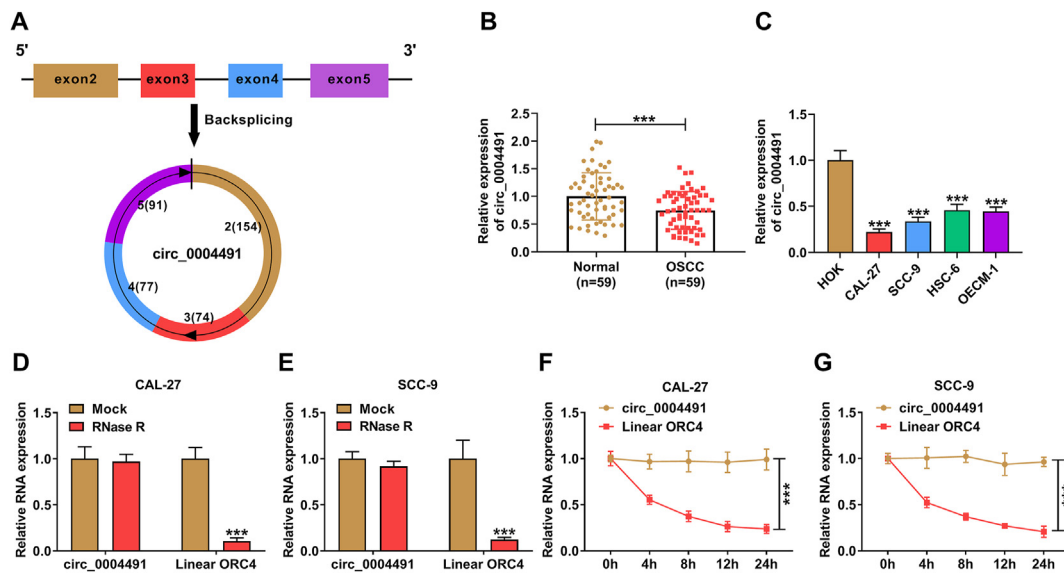 A
5'
3'
exon2
exon3
exon4
exon5
Backsplicing
5(91)
2(154)
circ_0004491
4(77)
3(74)
B
Relative expression
of circ_0004491
2.5
2.0
1.5
1.0
0.5
0.0
***
Normal
(n=59)
OSCC
(n=59)
C
Relative expression
of circ_0004491
1.5
1.0
0.5
0.0
***
***
***
***
HOK
CAL-27
SCC-9
HSC-6
OECM-1
D
CAL-27
Mock
RNase R
Relative RNA expression
1.5
1.0
0.5
0.0
***
circ_0004491
Linear ORC4
E
SCC-9
Mock
RNase R
Relative RNA expression
1.5
1.0
0.5
0.0
***
circ_0004491
Linear ORC4
F
CAL-27
circ_0004491
Linear ORC4
Relative RNA expression
1.5
1.0
0.5
0.0
***
0h
4h
8h
12h
24h
G
SCC-9
circ_0004491
Linear ORC4
Relative RNA expression
1.5
1.0
0.5
0.0
0h
4h
8h
12h
24h